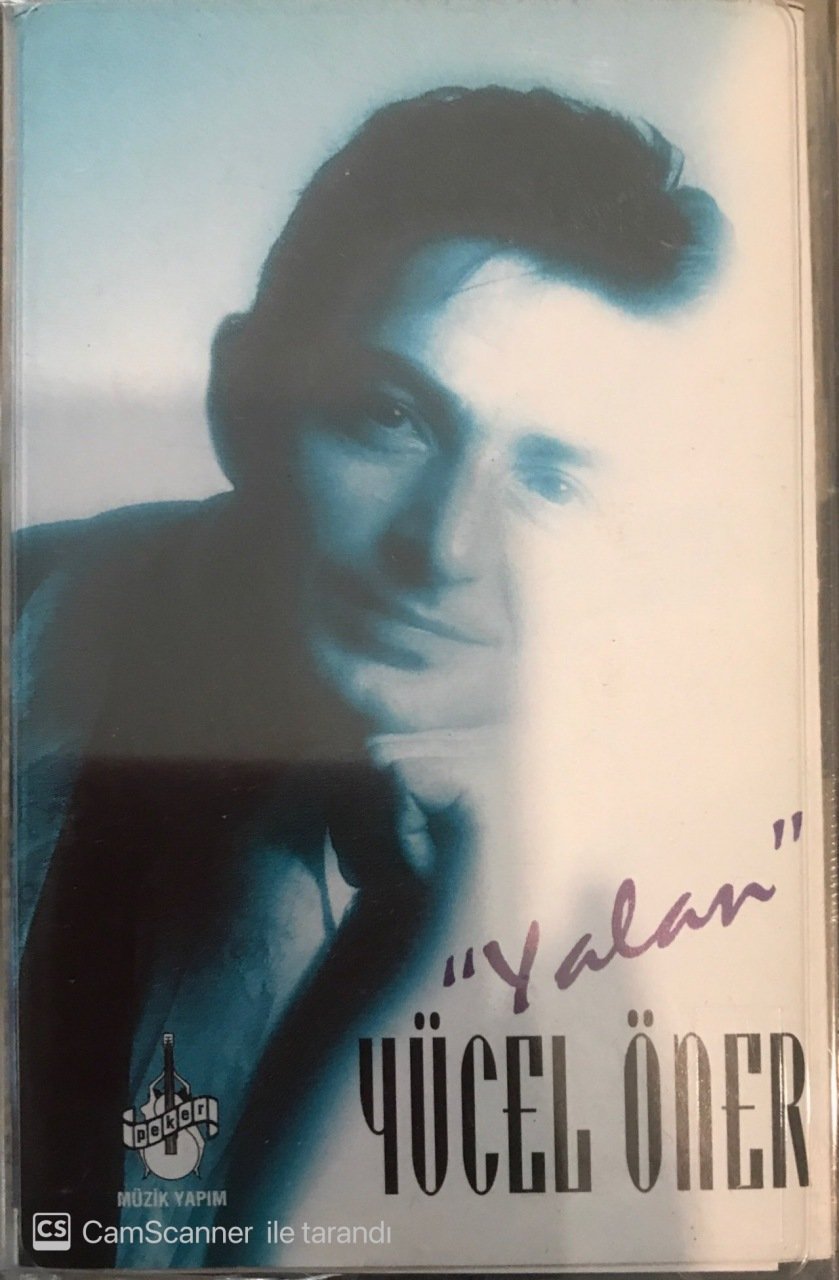 "Yalan"
YÜCEL ÖNER
peker
MÜZİK YAPIM
CS CamScanner ile tarandı